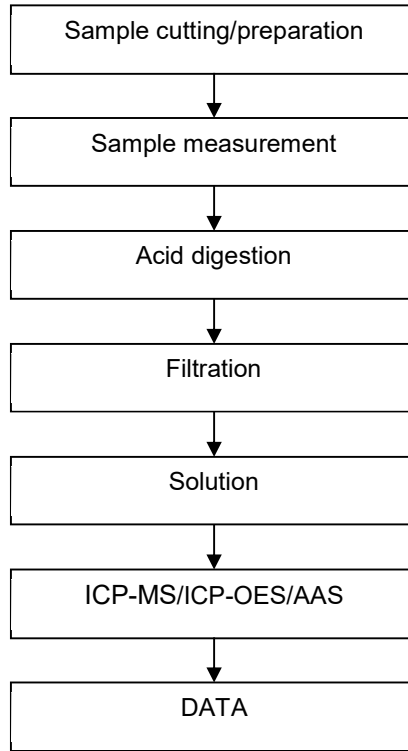 Sample cutting/preparation
Sample measurement
Acid digestion
Filtration
Solution
ICP-MS/ICP-OES/AAS
DATA